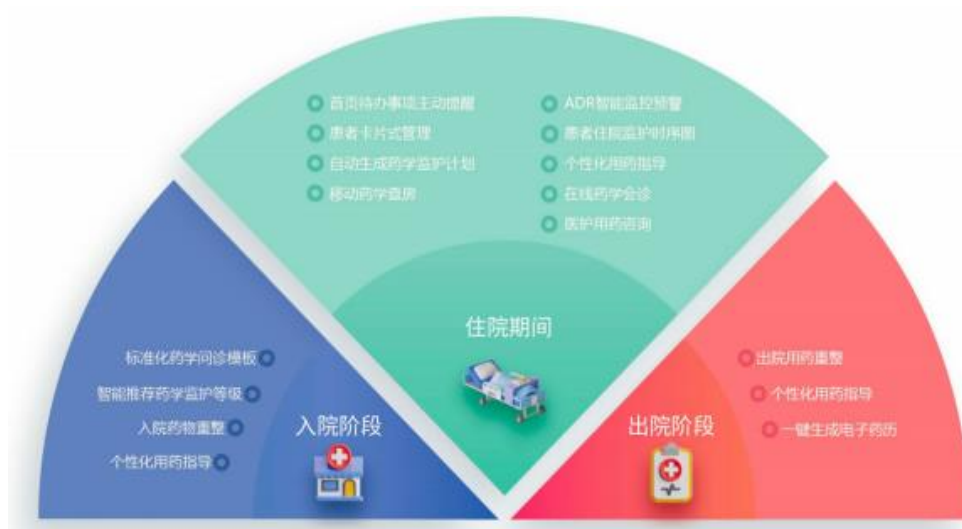 首页待办事项主动提醒
患者卡片式管理
自动生成药学监护计划
移动药学查房
ADR智能监控预警
患者住院监护时序图
个性化用药指导
在线药学会诊
医护用药咨询
住院期间
标准化药学问诊模板
智能推荐药学监护等级
入院药物重整
个性化用药指导
入院阶段
出院阶段
出院用药重整
个性化用药指导
一键生成电子药历